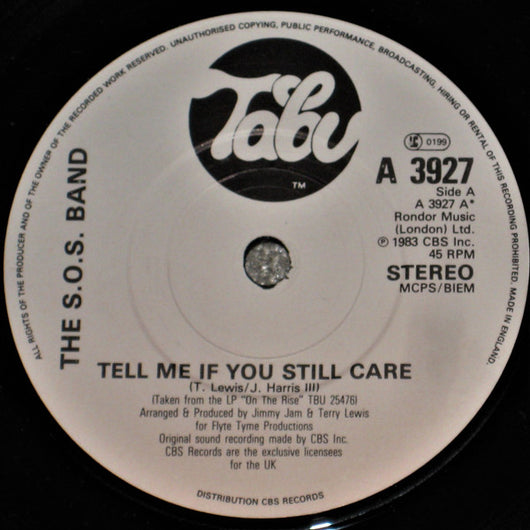 ALL RIGHTS OF THE PRODUCER AND OF THE OWNER OF THE RECORDED WORK RESERVED. UNAUTHORISED COPYING, PUBLIC PERFORMANCE, BROADCASTING, HIRING OR RENTAL OF THIS RECORDING PROHIBITED. MADE IN ENGLAND.
Tabu
™
THE S.O.S. BAND
0199
A 3927
Side A
A 3927 A*
Rondor Music
(London) Ltd.
℗ 1983 CBS Inc.
45 RPM
STEREO
MCPS/BIEM
TELL ME IF YOU STILL CARE
(T. Lewis/J. Harris IIII)
(Taken from the LP "On The Rise" TBU 25476)
Arranged & Produced by Jimmy Jam & Terry Lewis
for Flyte Tyme Productions
Original sound recording made by CBS Inc.
CBS Records are the exclusive licensees
for the UK
DISTRIBUTION CBS RECORDS